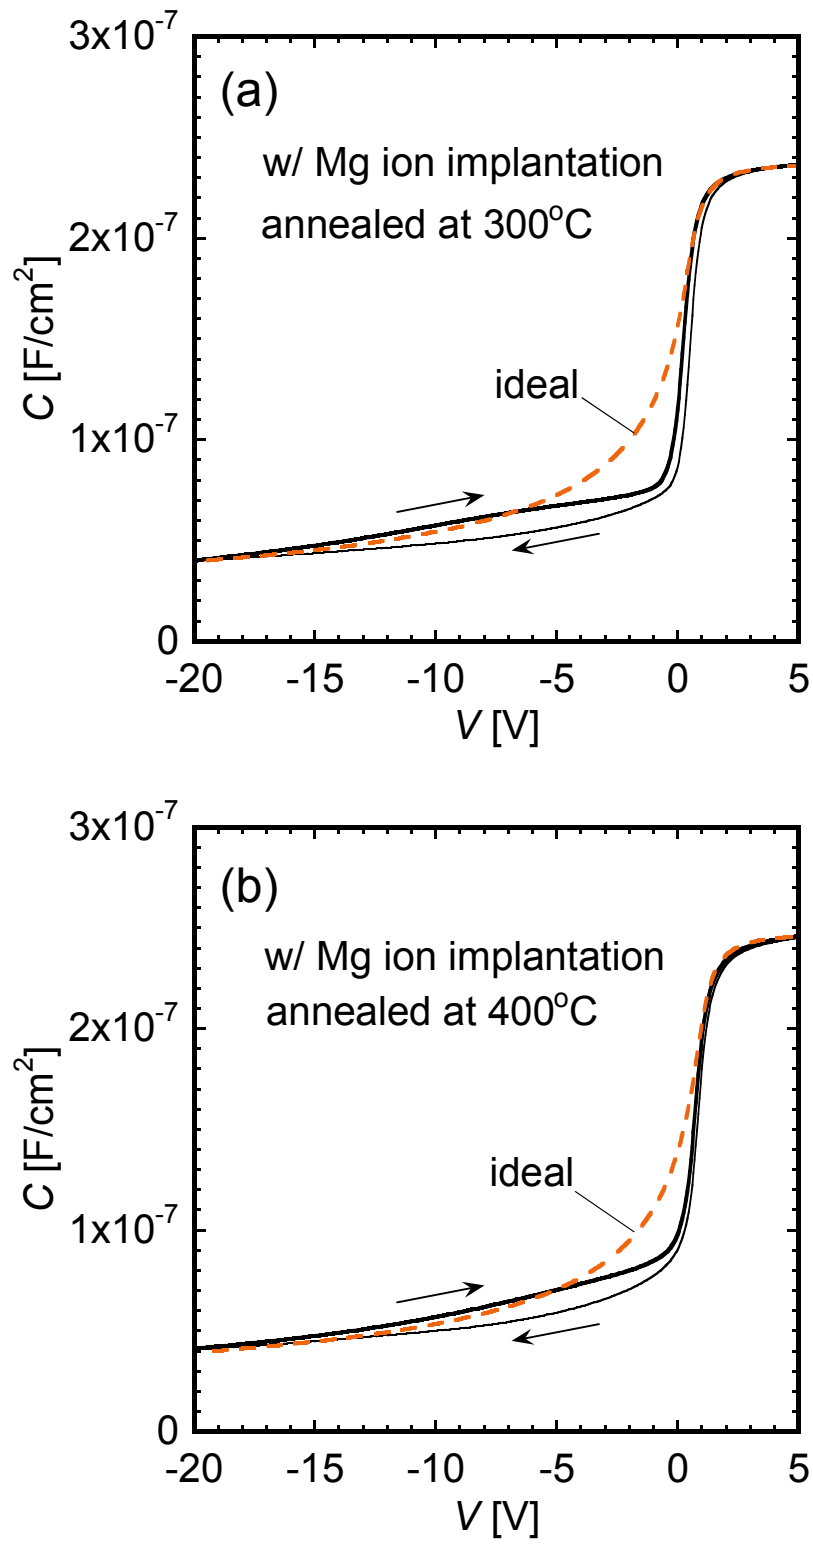 3x10-7
(a)
w/ Mg ion implantation
annealed at 300oC
2x10-7
C [F/cm2]
ideal
1x10-7
0
-20 -15 -10 -5 0 5
V [V]
3x10-7
(b)
w/ Mg ion implantation
annealed at 400oC
2x10-7
C [F/cm2]
ideal
1x10-7
0
-20 -15 -10 -5 0 5
V [V]